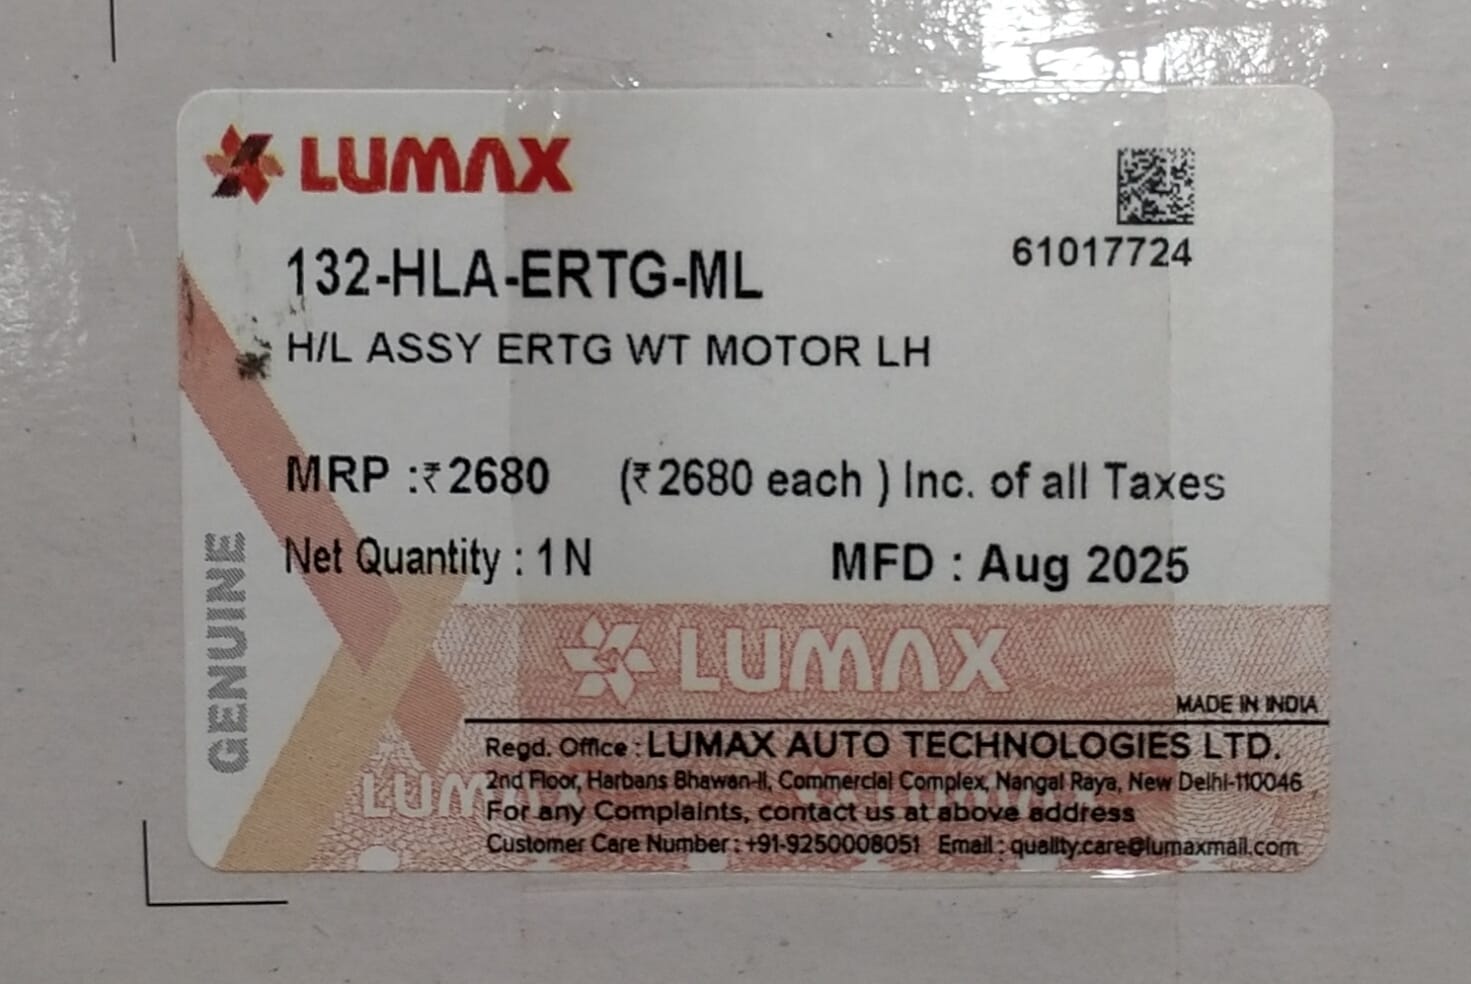 LUMAX
61017724
132-HLA-ERTG-ML
H/L ASSY ERTG WT MOTOR LH
MRP :₹2680 (₹2680 each ) Inc. of all Taxes
Net Quantity : 1 N MFD : Aug 2025
GENUINE
LUMAX
MADE IN INDIA
Regd. Office : LUMAX AUTO TECHNOLOGIES LTD.
2nd Floor, Harbans Bhawan-II, Commercial Complex, Nangal Raya, New Delhi-110046
For any Complaints, contact us at above address
Customer Care Number : +91-9250008051 Email : quality.care@lumaxmail.com
LUMAX